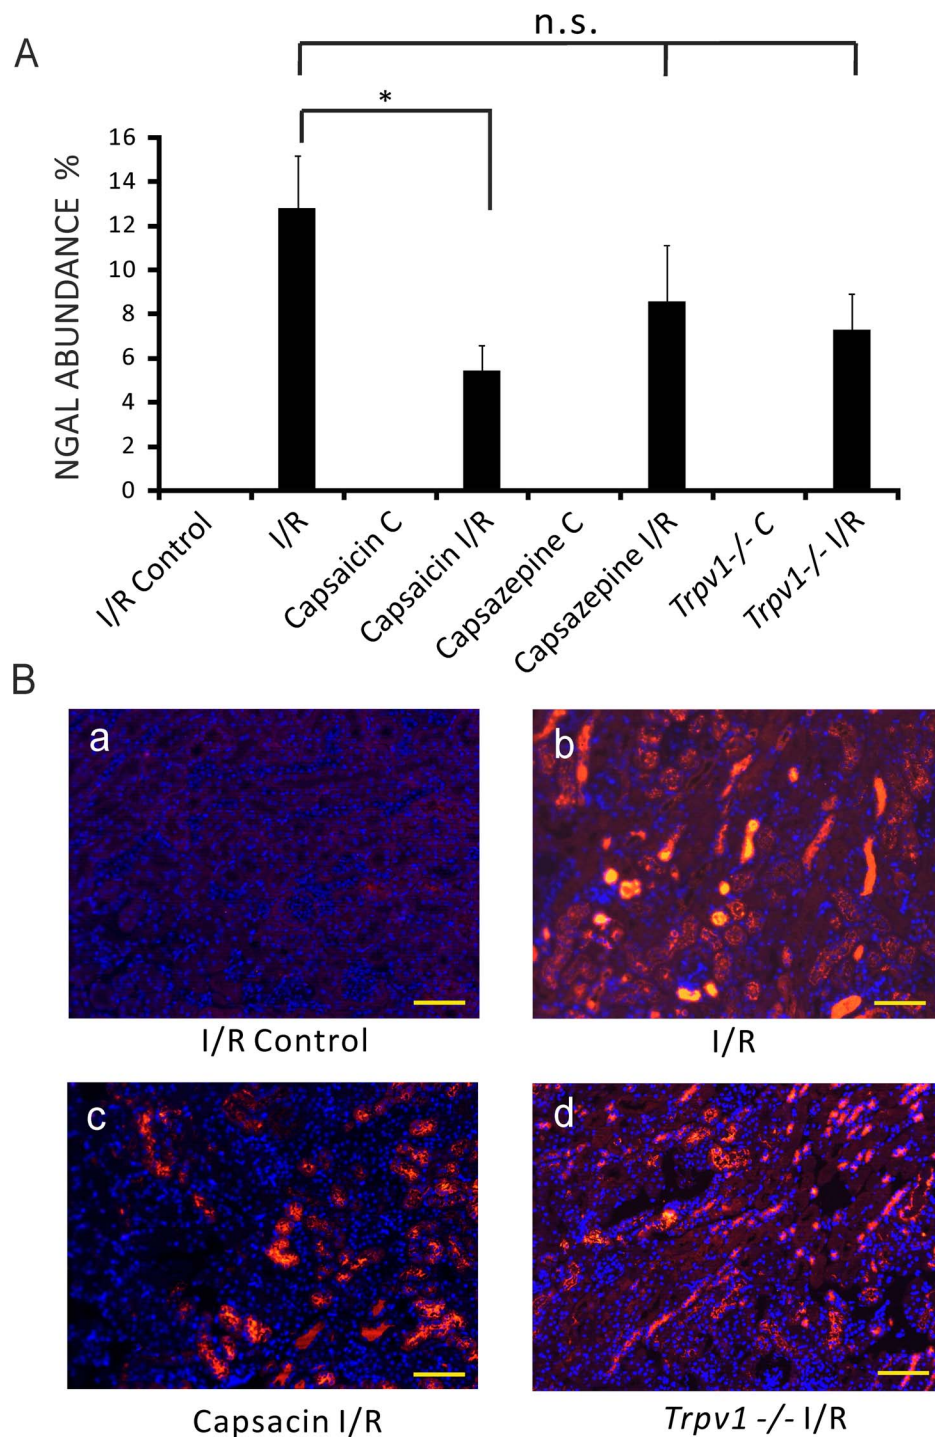 A
n.s.
*
NGAL ABUNDANCE %
16
14
12
10
8
6
4
2
0
I/R Control
I/R
Capsaicin C
Capsaicin I/R
Capsazepine C
Capsazepine I/R
Trpv1-/- C
Trpv1-/- I/R
B
a
b
I/R Control
I/R
c
d
Capsacin I/R
Trpv1 -/- I/R